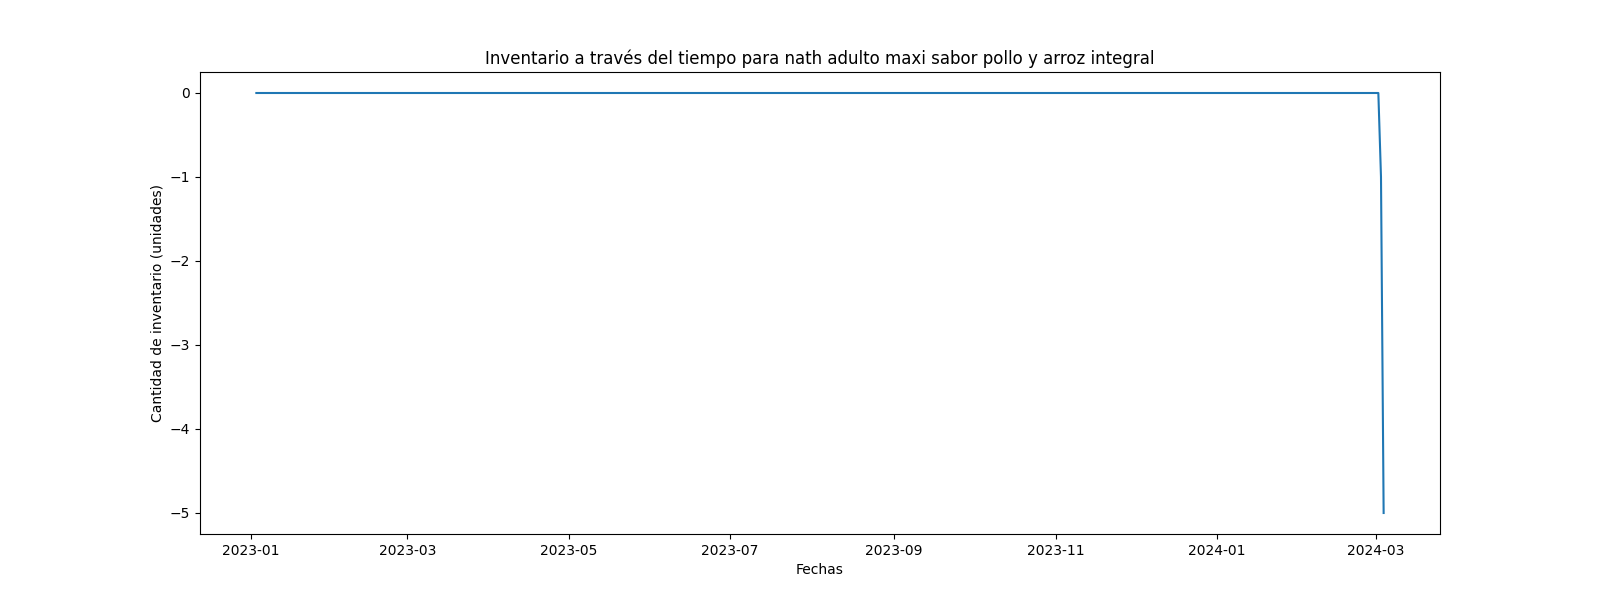 Inventario a través del tiempo para nath adulto maxi sabor pollo y arroz integral
Cantidad de inventario (unidades)
0
−1
−2
−3
−4
−5
2023-01 2023-03 2023-05 2023-07 2023-09 2023-11 2024-01 2024-03
Fechas